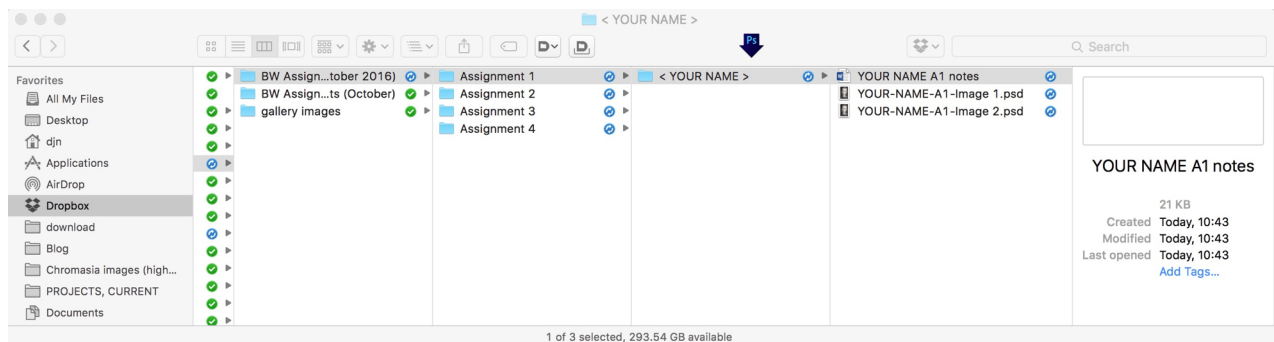 < YOUR NAME >
Ps
Search
Favorites
All My Files
Desktop
djn
Applications
AirDrop
Dropbox
download
Blog
Chromasia images (high...
PROJECTS, CURRENT
Documents
BW Assign...tober 2016)
BW Assign...ts (October)
gallery images
Assignment 1
Assignment 2
Assignment 3
Assignment 4
< YOUR NAME >
YOUR NAME A1 notes
YOUR-NAME-A1-Image 1.psd
YOUR-NAME-A1-Image 2.psd
YOUR NAME A1 notes
21 KB
Created Today, 10:43
Modified Today, 10:43
Last opened Today, 10:43
Add Tags...
1 of 3 selected, 293.54 GB available